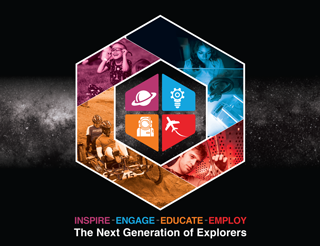 INSPIRE - ENGAGE - EDUCATE - EMPLOY
The Next Generation of Explorers